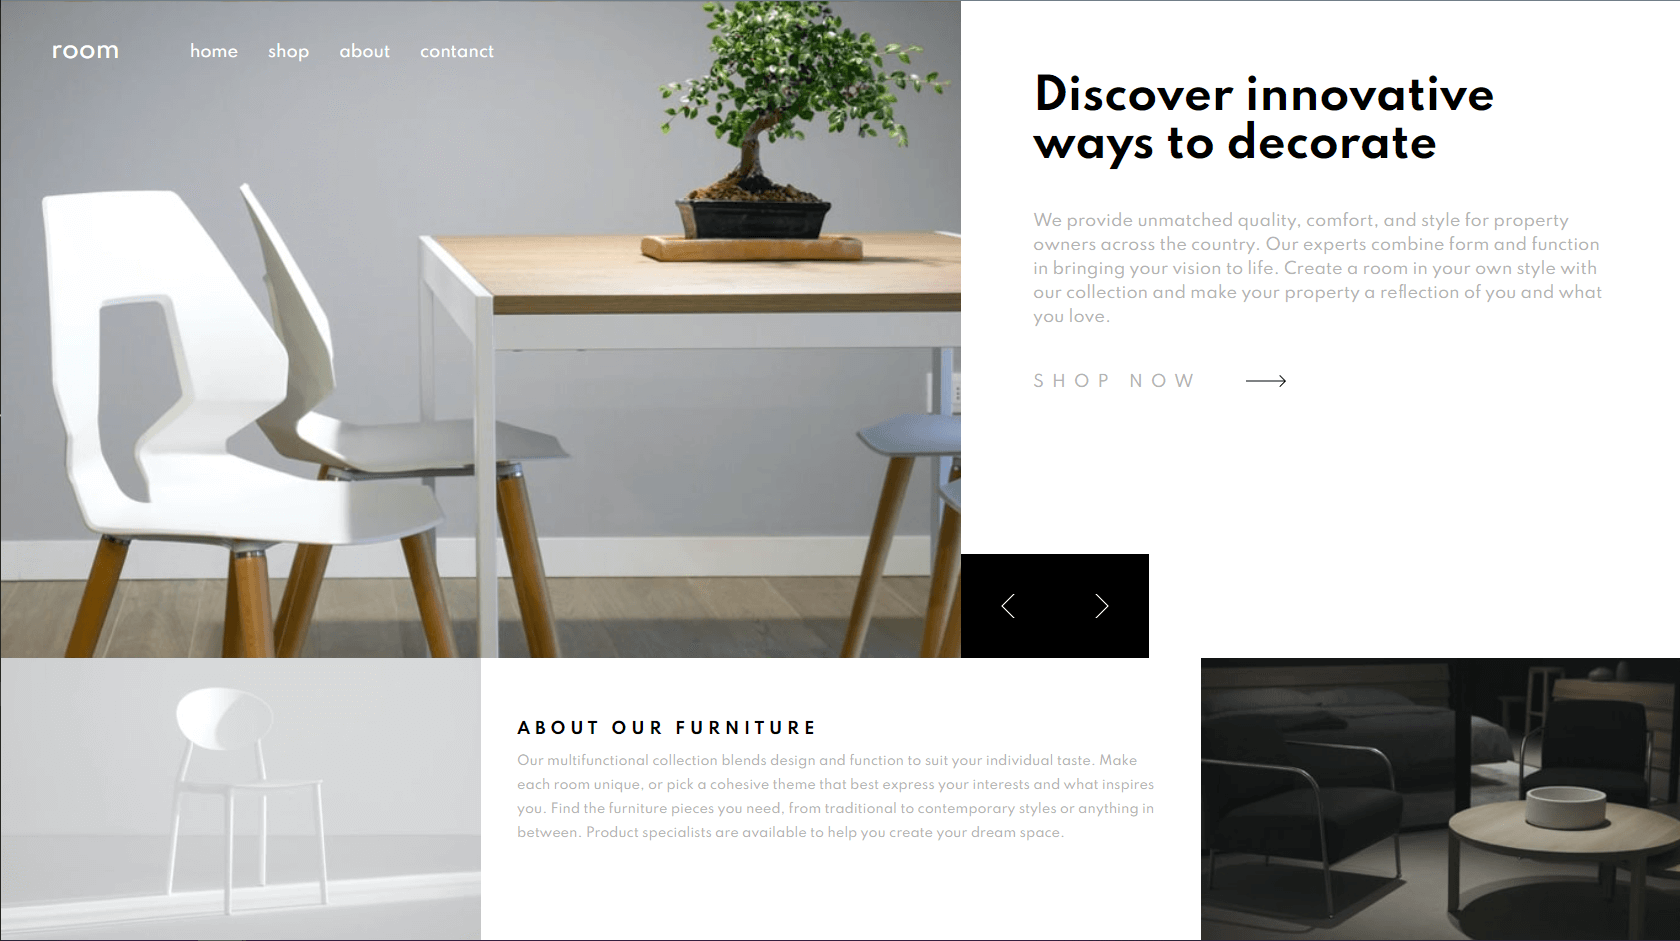 room
home shop about contanct
Discover innovative
ways to decorate
We provide unmatched quality, comfort, and style for property
owners across the country. Our experts combine form and function
in bringing your vision to life. Create a room in your own style with
our collection and make your property a reflection of you and what
you love.
SHOP NOW
ABOUT OUR FURNITURE
Our multifunctional collection blends design and function to suit your individual taste. Make
each room unique, or pick a cohesive theme that best express your interests and what inspires
you. Find the furniture pieces you need, from traditional to contemporary styles or anything in
between. Product specialists are available to help you create your dream space.